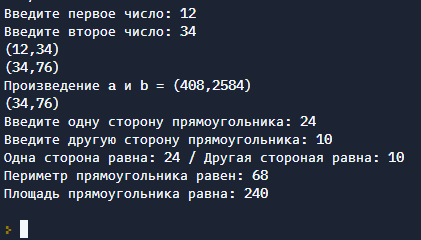 Введите первое число: 12
Введите второе число: 34
(12,34)
(34,76)
Произведение a и b = (408,2584)
(34,76)
Введите одну сторону прямоугольника: 24
Введите другую сторону прямоугольника: 10
Одна сторона равна: 24 / Другая стороная равна: 10
Периметр прямоугольника равен: 68
Площадь прямоугольника равна: 240
>